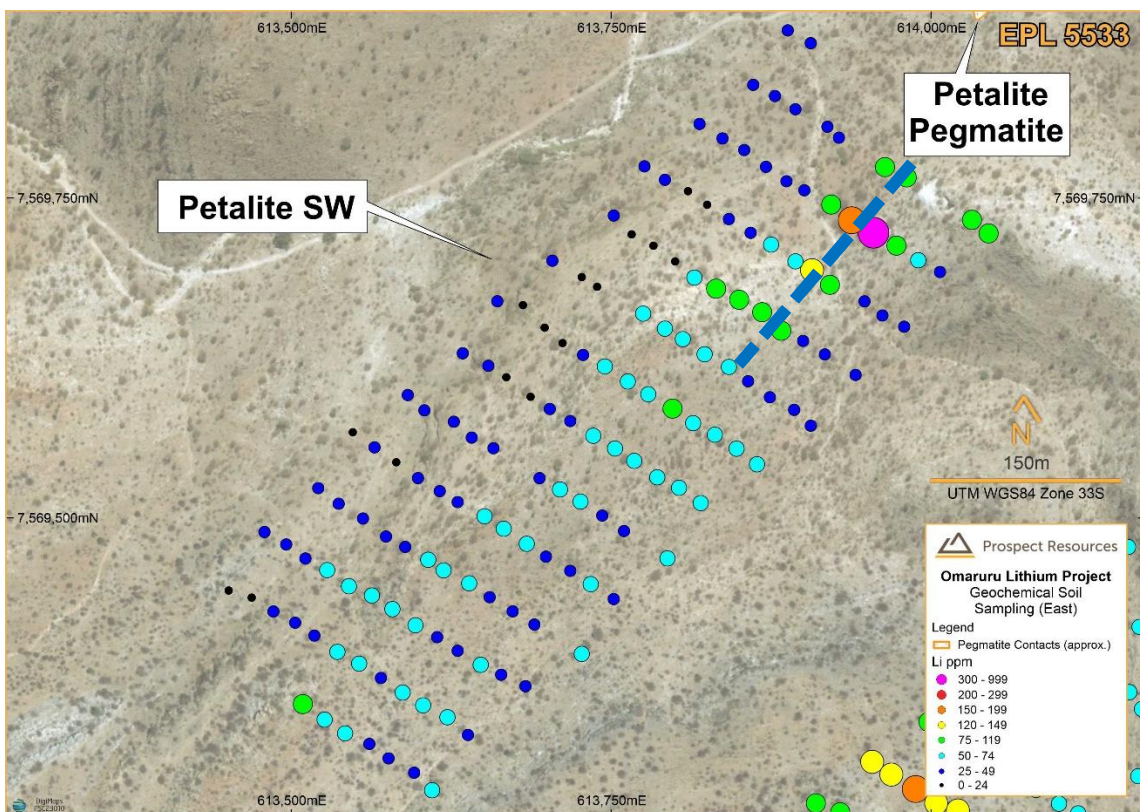 613,500mE
613,750mE
614,000mE
EPL 5533
Petalite
Pegmatite
Petalite SW
7,569,750mN
7,569,750mN
N
150m
UTM WGS84 Zone 33S
7,569,500mN
Prospect Resources
Omaruru Lithium Project
Geochemical Soil
Sampling (East)
Legend
Pegmatite Contacts (approx.)
Li ppm
300 - 999
200 - 299
150 - 199
120 - 149
75 - 119
50 - 74
25 - 49
0 - 24
DigiMaps
PSC23010
613,500mE
613,750mE